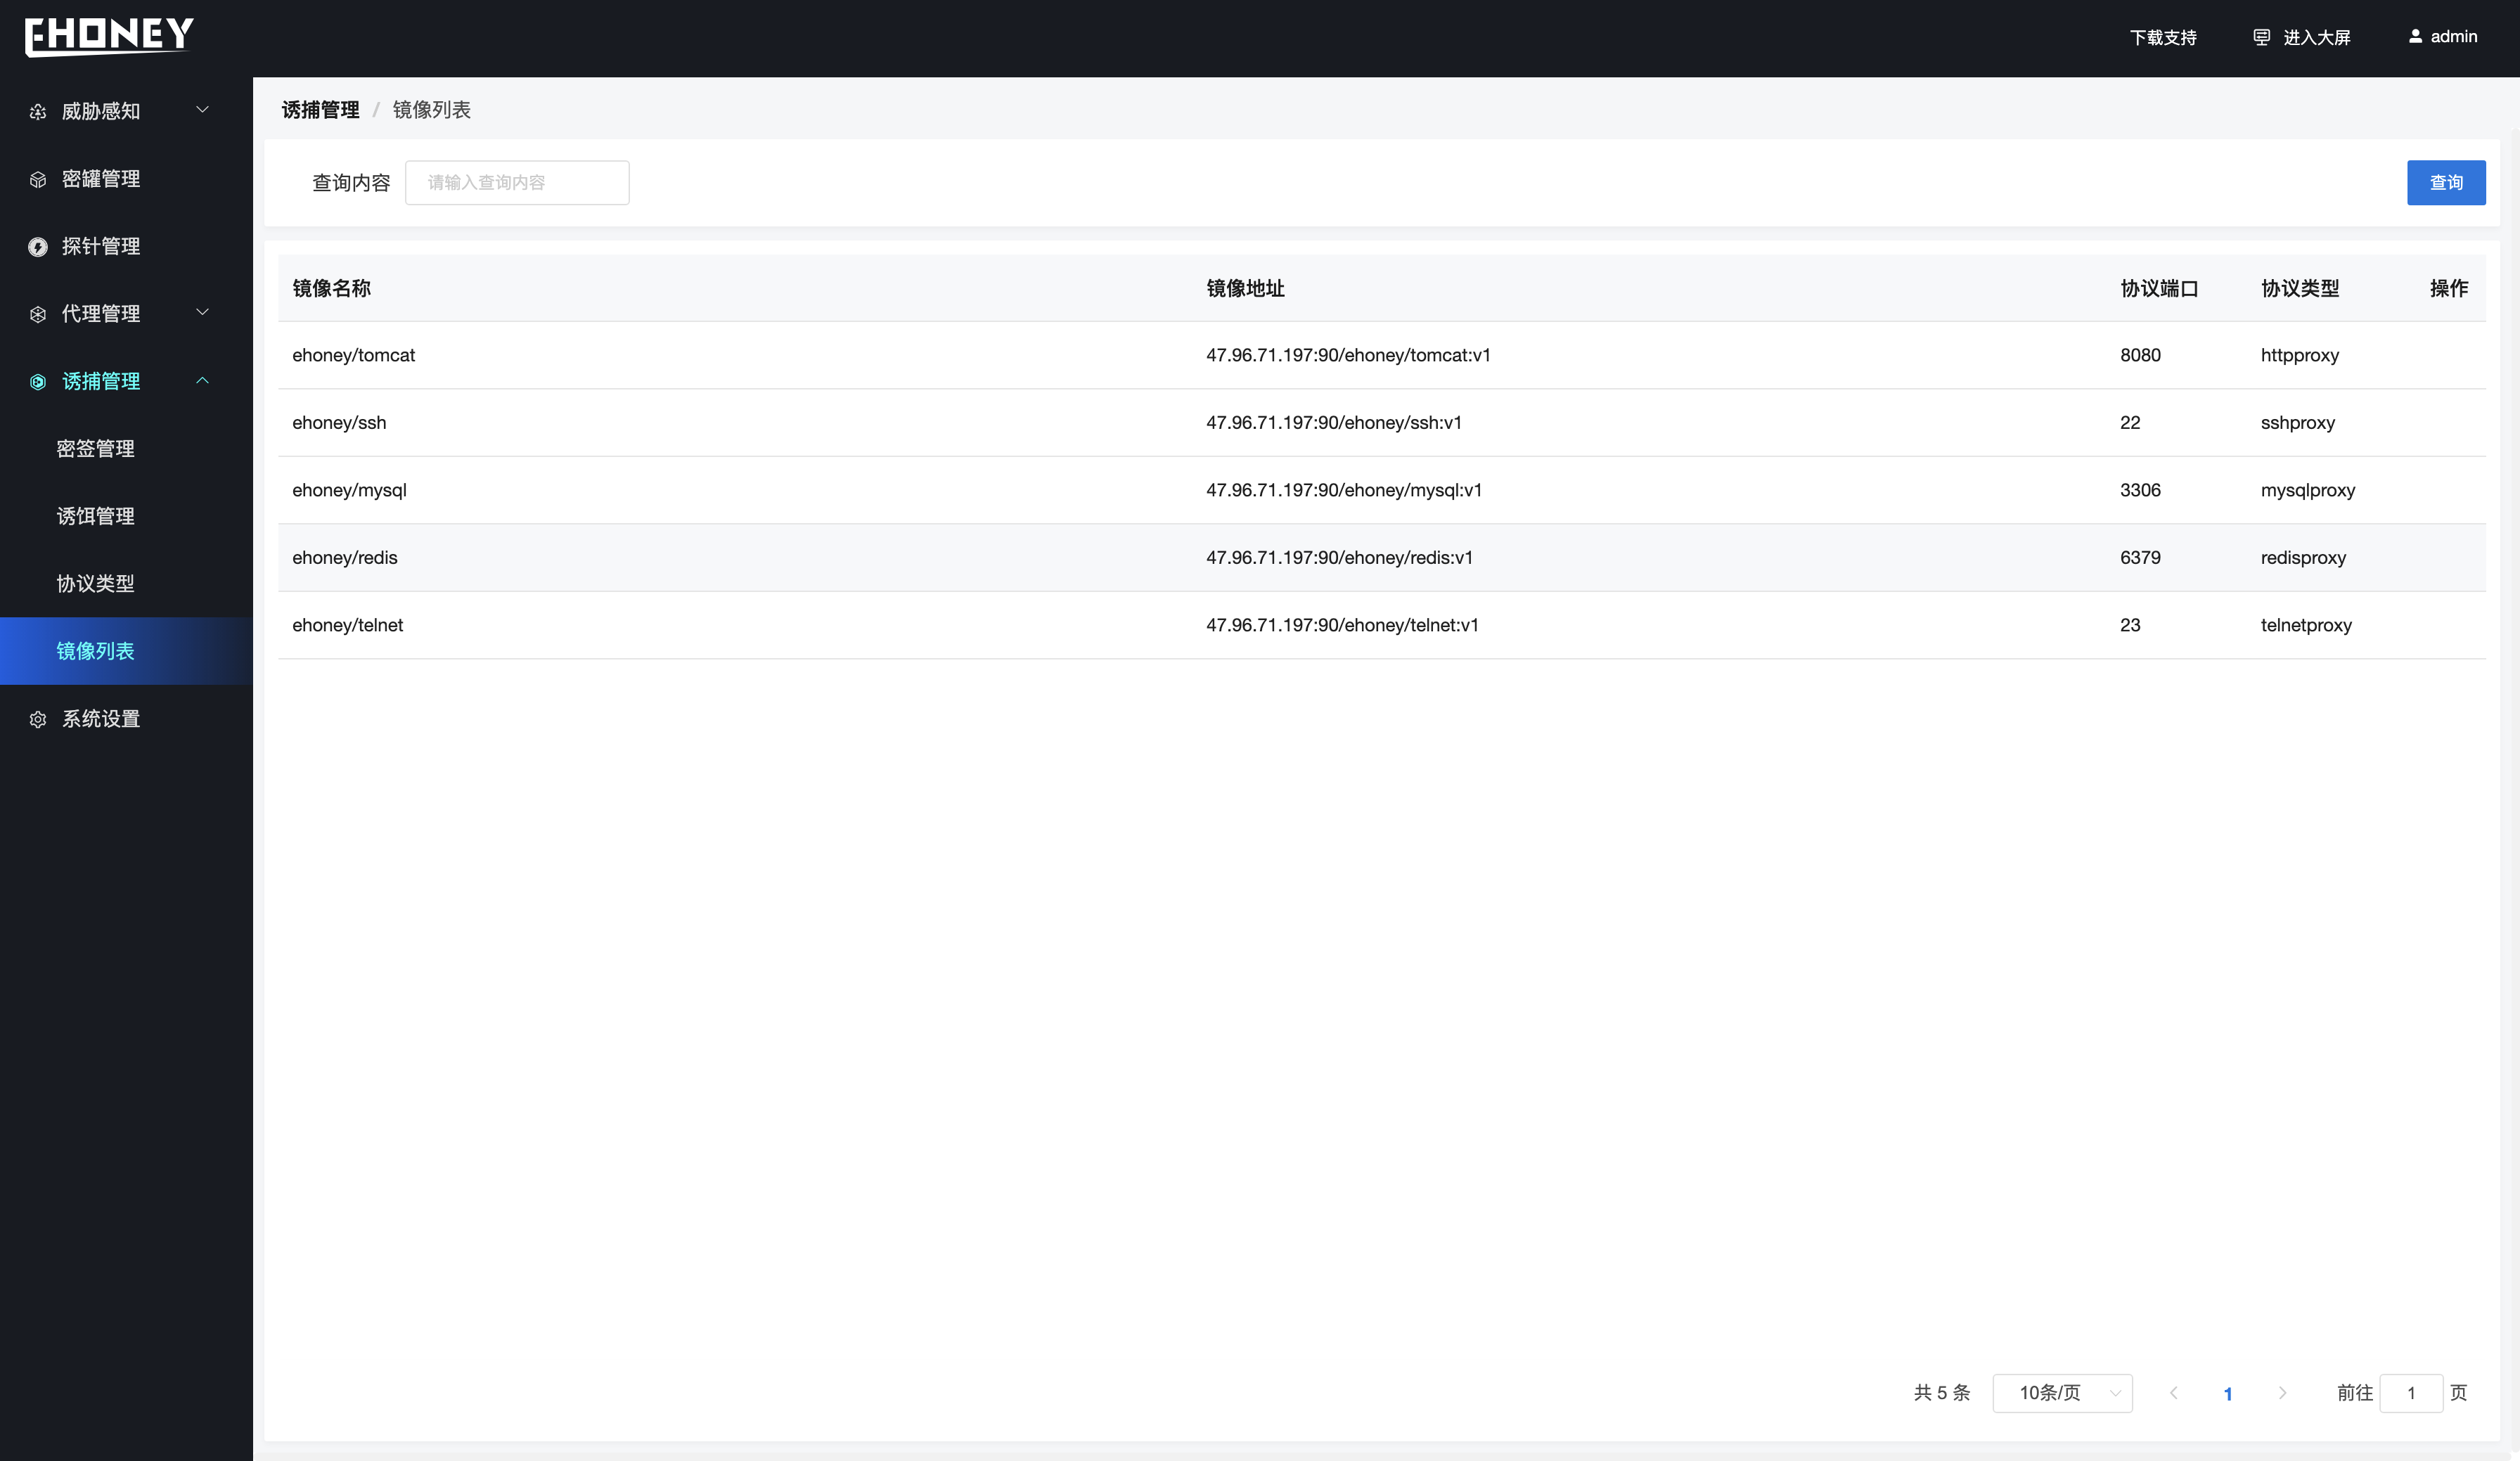 EHONEY
下载支持 进入大屏 admin
威胁感知
密罐管理
探针管理
代理管理
诱捕管理
密签管理
诱饵管理
协议类型
镜像列表
系统设置
诱捕管理 / 镜像列表
查询内容 请输入查询内容 查询
镜像名称 镜像地址 协议端口 协议类型 操作
ehoney/tomcat 47.96.71.197:90/ehoney/tomcat:v1 8080 httpproxy
ehoney/ssh 47.96.71.197:90/ehoney/ssh:v1 22 sshproxy
ehoney/mysql 47.96.71.197:90/ehoney/mysql:v1 3306 mysqlproxy
ehoney/redis 47.96.71.197:90/ehoney/redis:v1 6379 redisproxy
ehoney/telnet 47.96.71.197:90/ehoney/telnet:v1 23 telnetproxy
共 5 条 10条/页 1 前往 1 页